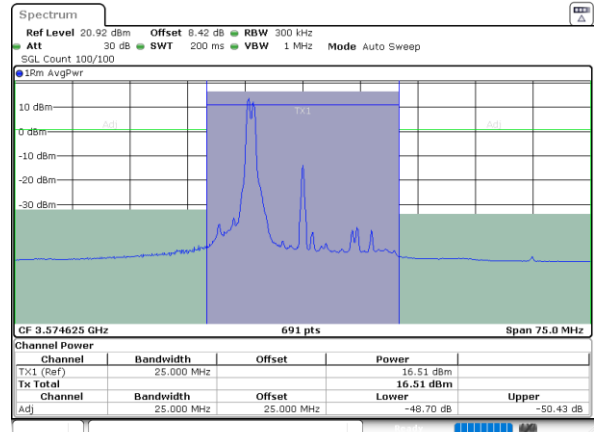 Spectrum
Ref Level 20.92 dBm Offset 8.42 dB RBW 300 kHz
Att 30 dB SWT 200 ms VBW 1 MHz Mode Auto Sweep
SGL Count 100/100
1Rm AvgPwr
10 dBm
TX1
Adj Adj
0 dBm
-10 dBm
-20 dBm
-30 dBm
CF 3.574625 GHz 691 pts Span 75.0 MHz
Channel Power
Channel Bandwidth Offset Power
TX1 (Ref) 25.000 MHz 16.51 dBm
Tx Total 16.51 dBm
Channel Bandwidth Offset Lower Upper
Adj 25.000 MHz 25.000 MHz -48.70 dB -50.43 dB